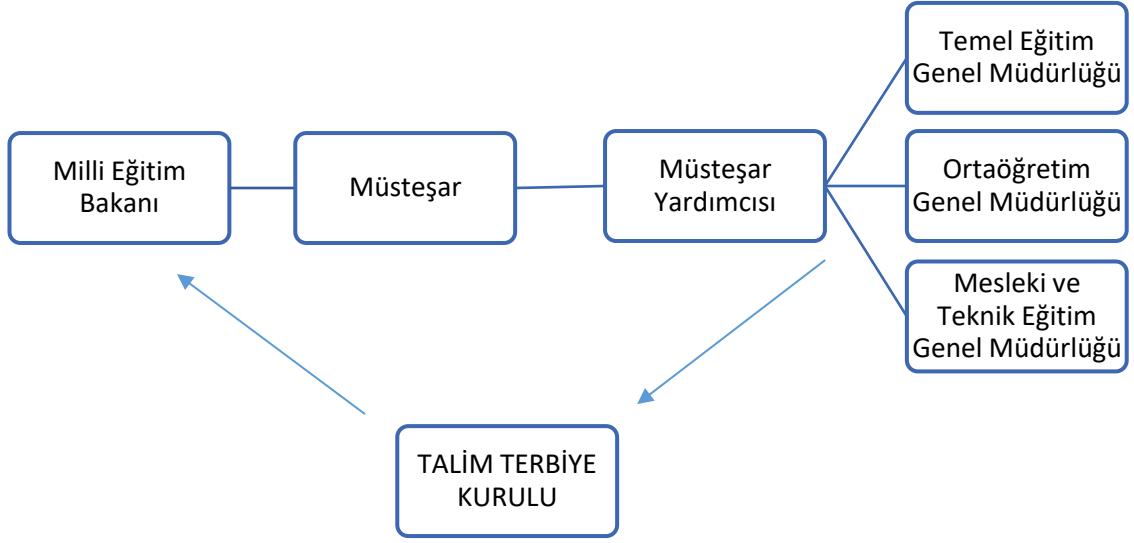 Milli Eğitim
Bakanı
Müsteşar
Müsteşar
Yardımcısı
Temel Eğitim
Genel Müdürlüğü
Ortaöğretim
Genel Müdürlüğü
Mesleki ve
Teknik Eğitim
Genel Müdürlüğü
TALİM TERBİYE
KURULU